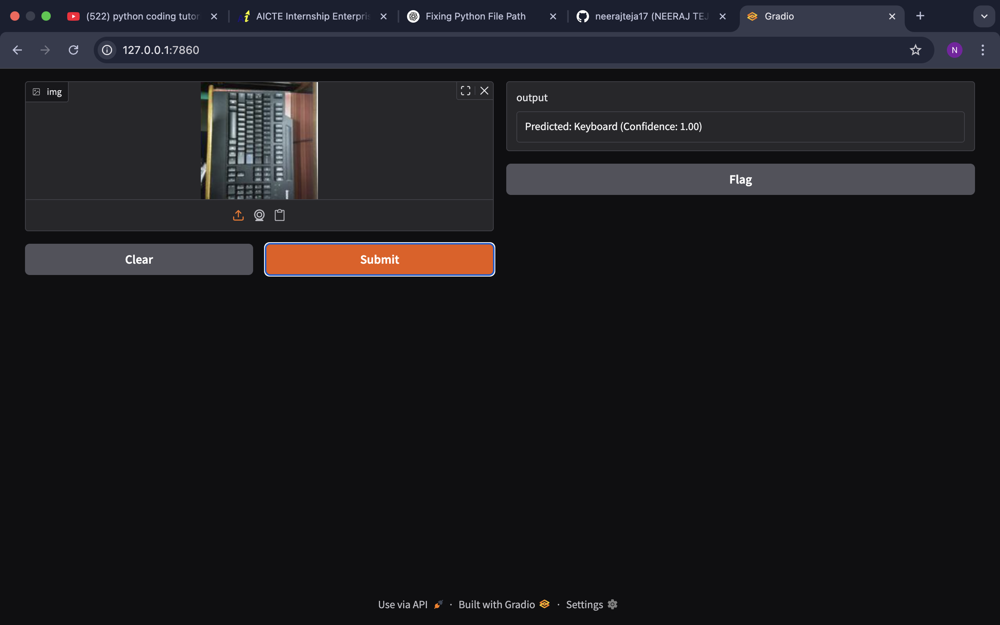 (522) python coding tutor
AICTE Internship Enterpris
Fixing Python File Path
neerajteja17 (NEERAJ TEJ
Gradio
127.0.0.1:7860
N
img
output
Predicted: Keyboard (Confidence: 1.00)
Flag
Clear
Submit
Use via API · Built with Gradio · Settings